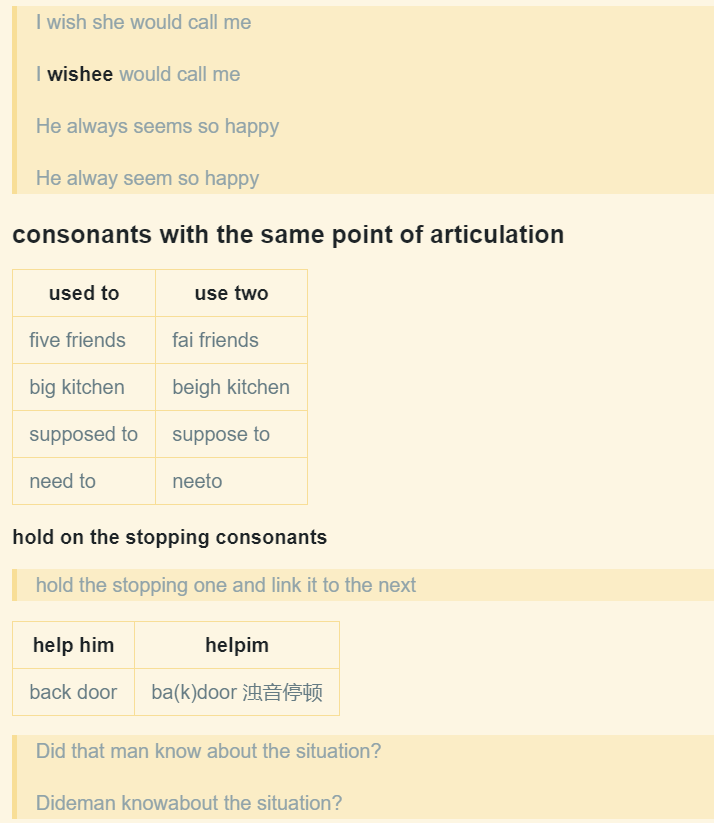 I wish she would call me
I wishee would call me
He always seems so happy
He alway seem so happy
consonants with the same point of articulation
used to use two
five friends fai friends
big kitchen beigh kitchen
supposed to suppose to
need to neeto
hold on the stopping consonants
hold the stopping one and link it to the next
help him helpim
back door ba(k)door 浊音停顿
Did that man know about the situation?
Dideman knowabout the situation?